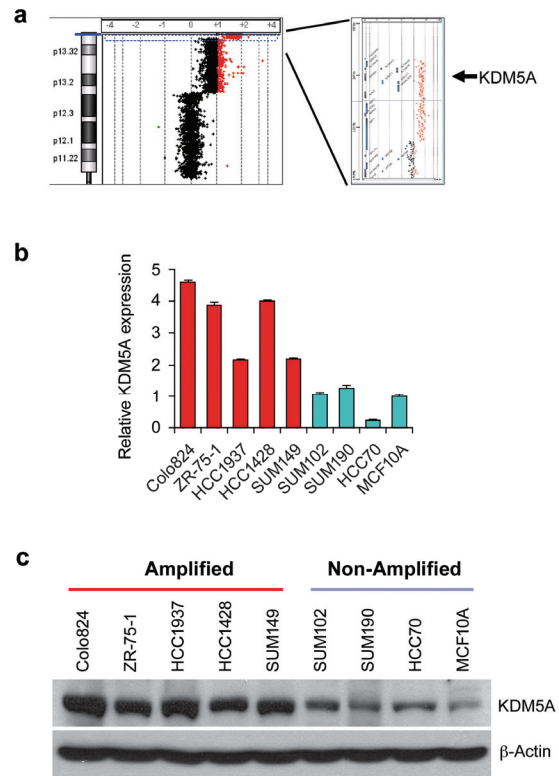 a
-4 -2 -1 0 +1 +2 +4
p13.32
p13.2
p12.3
p12.1
p11.22
KDM5A
b
Relative KDM5A expression
5
4
3
2
1
0
Colo824 ZR-75-1 HCC1937 HCC1428 SUM149 SUM102 SUM190 HCC70 MCF10A
c
Amplified Non-Amplified
Colo824 ZR-75-1 HCC1937 HCC1428 SUM149 SUM102 SUM190 HCC70 MCF10A
KDM5A
β-Actin